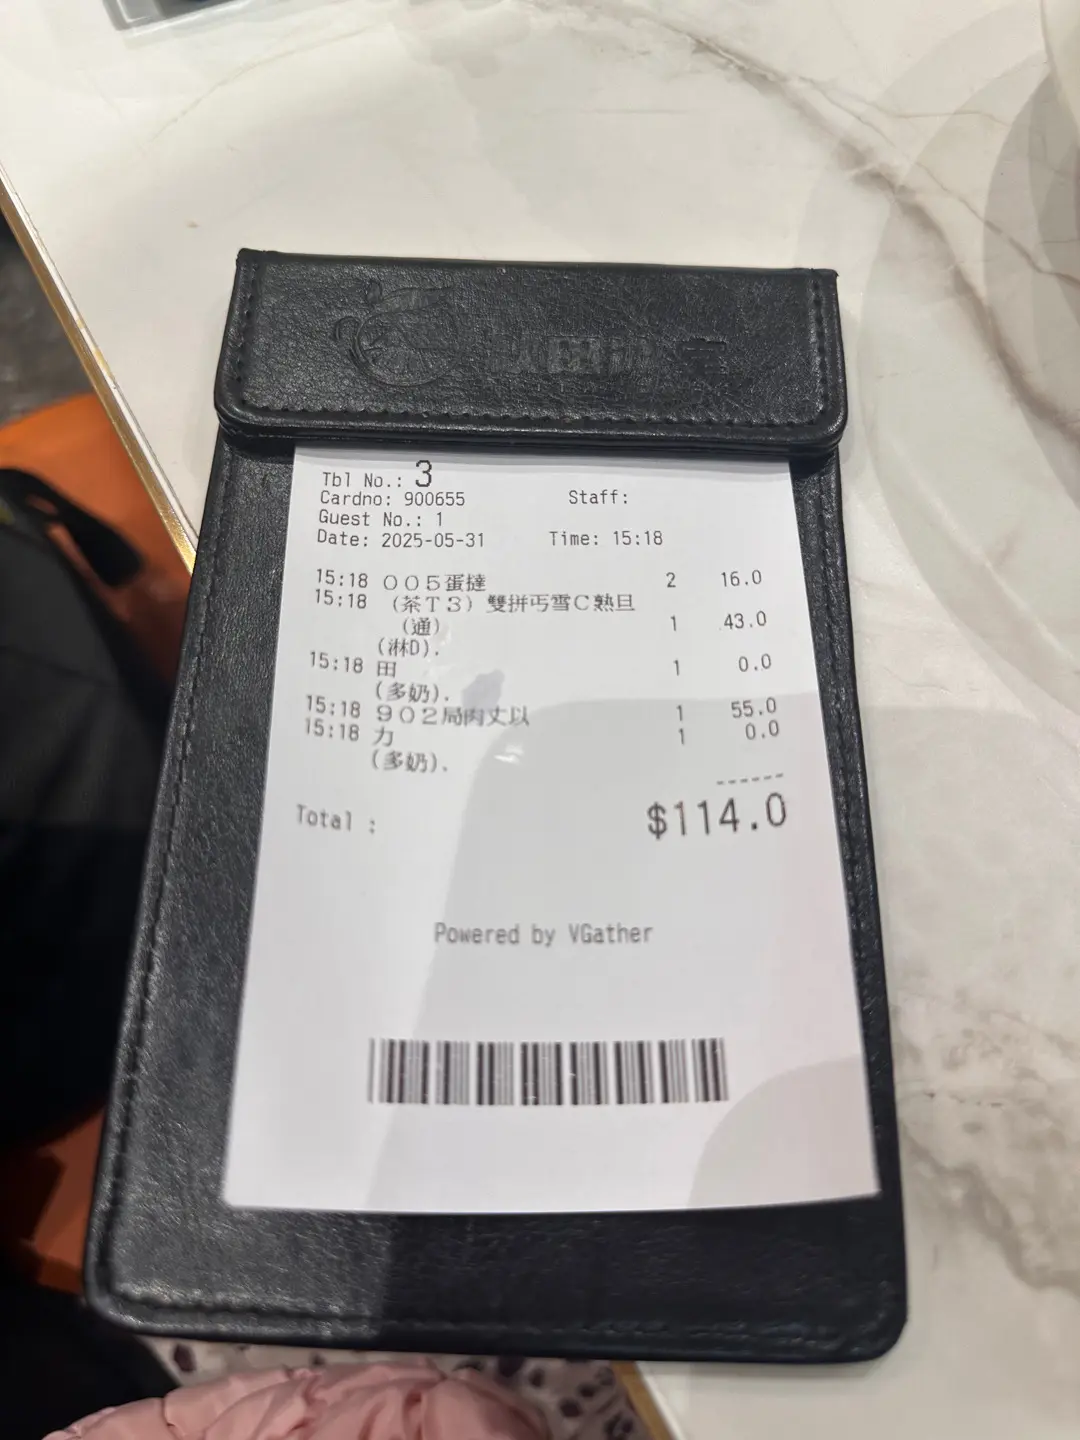 Tbl No.: 3
Cardno: 900655 Staff:
Guest No.: 1
Date: 2025-05-31 Time: 15:18
15:18 005蛋撻 2 16.0
15:18 (茶T3) 雙拼丐雪C熟旦
(通) 1 43.0
(淋D).
15:18 田 1 0.0
(多奶).
15:18 902局肉丈以 1 55.0
15:18 力 1 0.0
(多奶).
Total : $114.0
Powered by VGather